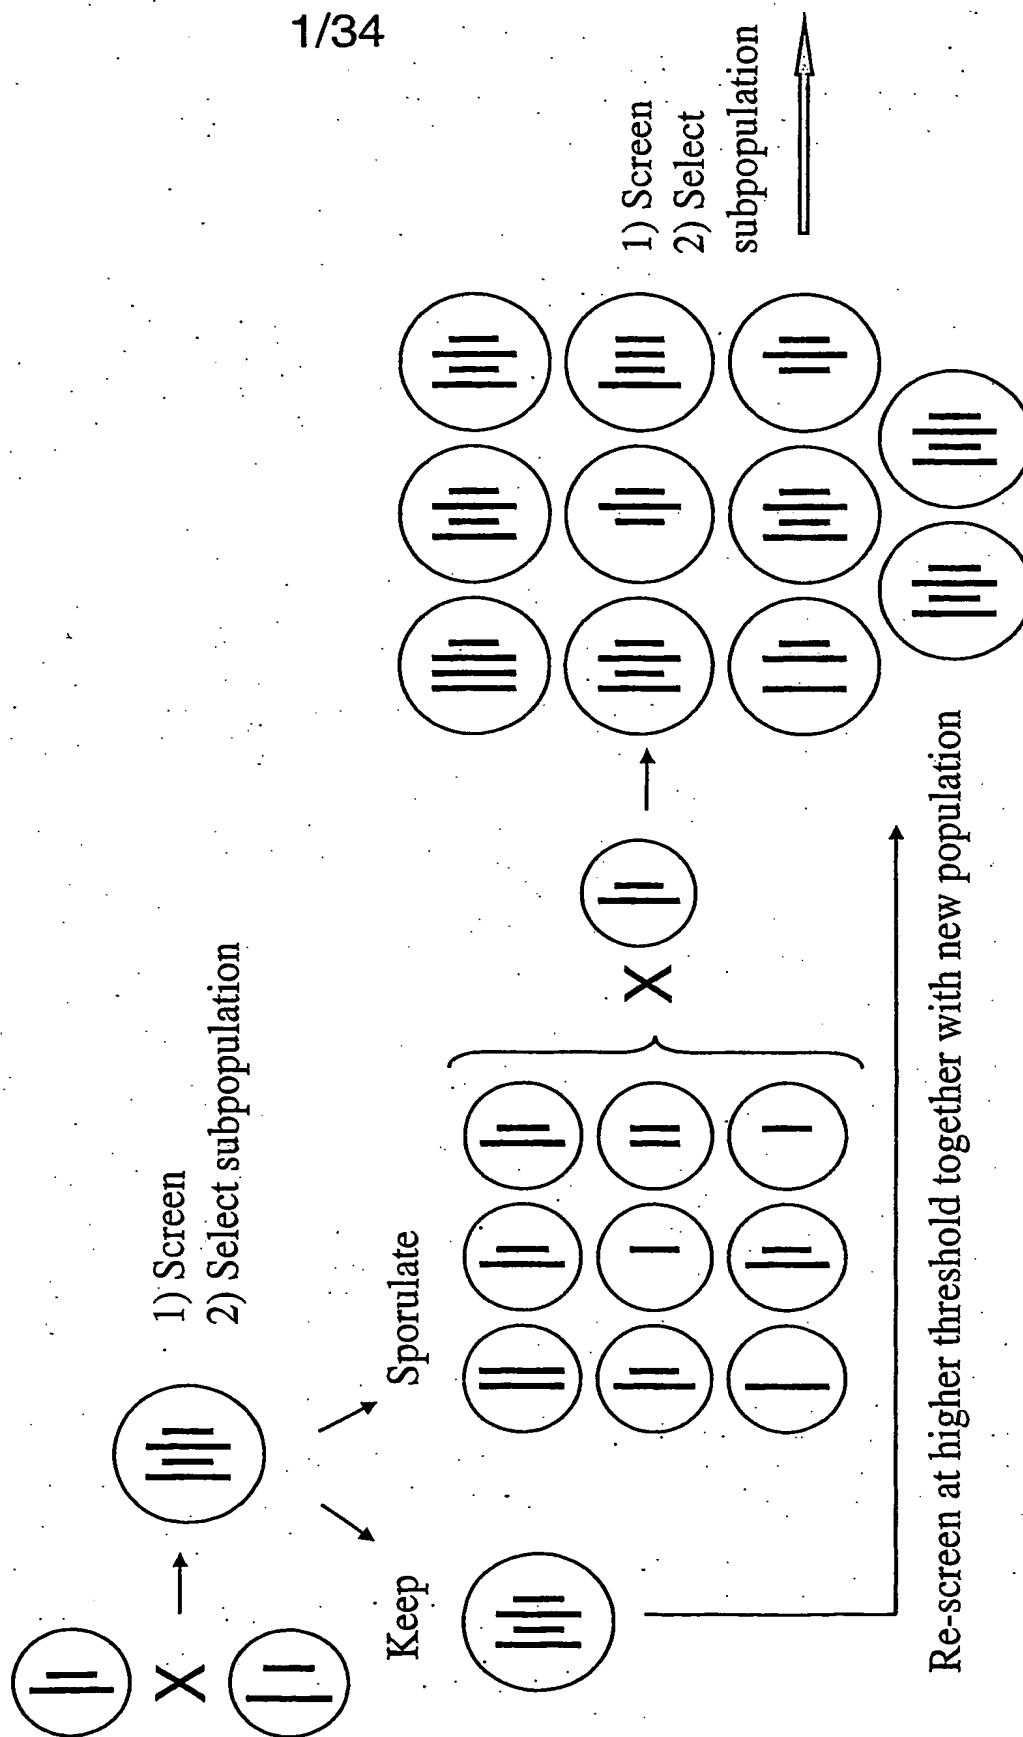 1/34
X
1) Screen
2) Select subpopulation
Keep
Sporulate
X
1) Screen
2) Select
subpopulation
Re-screen at higher threshold together with new population